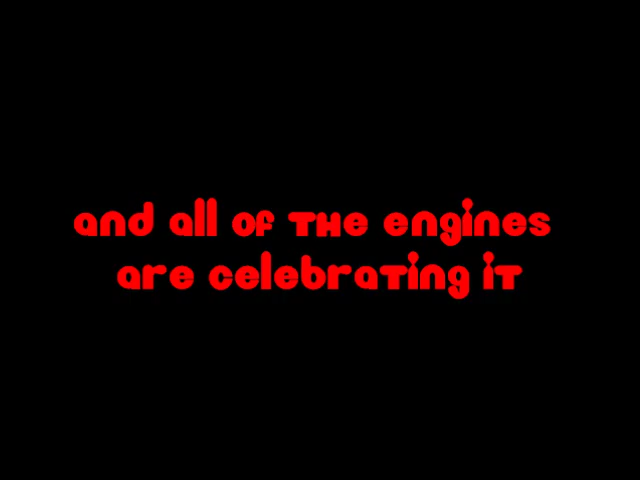 and all of the engines
are celebrating it